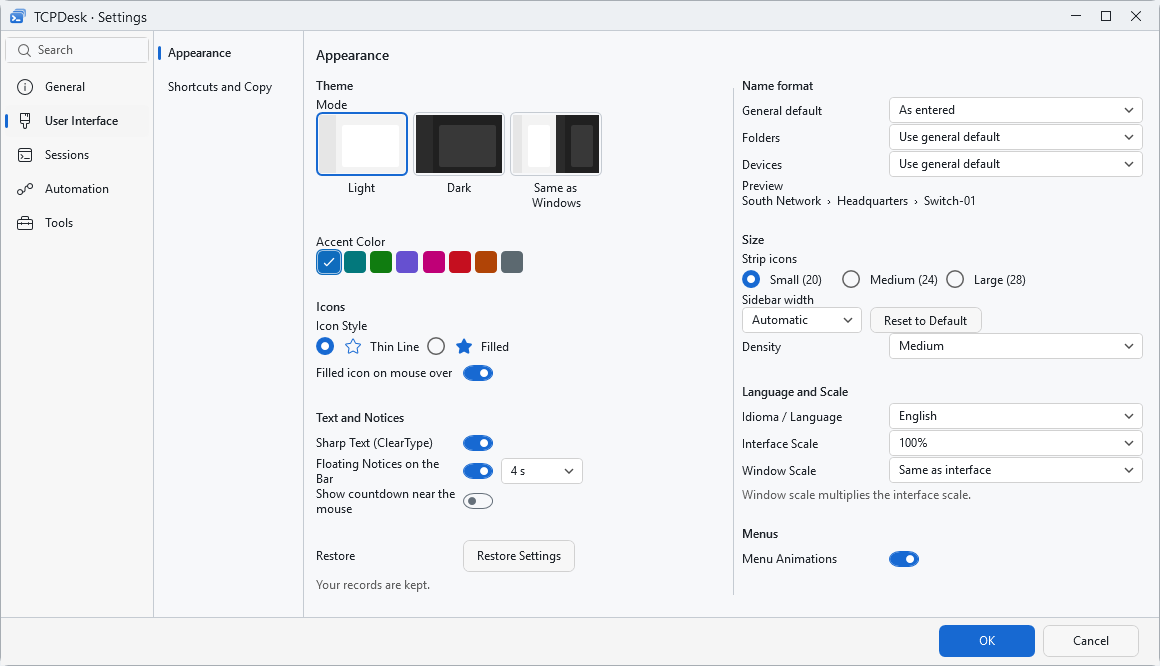 TCPDesk · Settings
Search
General
User Interface
Sessions
Automation
Tools
Appearance
Shortcuts and Copy
Appearance
Theme
Mode
Light
Dark
Same as
Windows
Accent Color
Icons
Icon Style
Thin Line
Filled
Filled icon on mouse over
Text and Notices
Sharp Text (ClearType)
Floating Notices on the
Bar
4 s
Show countdown near the
mouse
Restore
Restore Settings
Your records are kept.
Name format
General default
As entered
Folders
Use general default
Devices
Use general default
Preview
South Network › Headquarters › Switch-01
Size
Strip icons
Small (20)
Medium (24)
Large (28)
Sidebar width
Automatic
Reset to Default
Density
Medium
Language and Scale
Idioma / Language
English
Interface Scale
100%
Window Scale
Same as interface
Window scale multiplies the interface scale.
Menus
Menu Animations
OK
Cancel